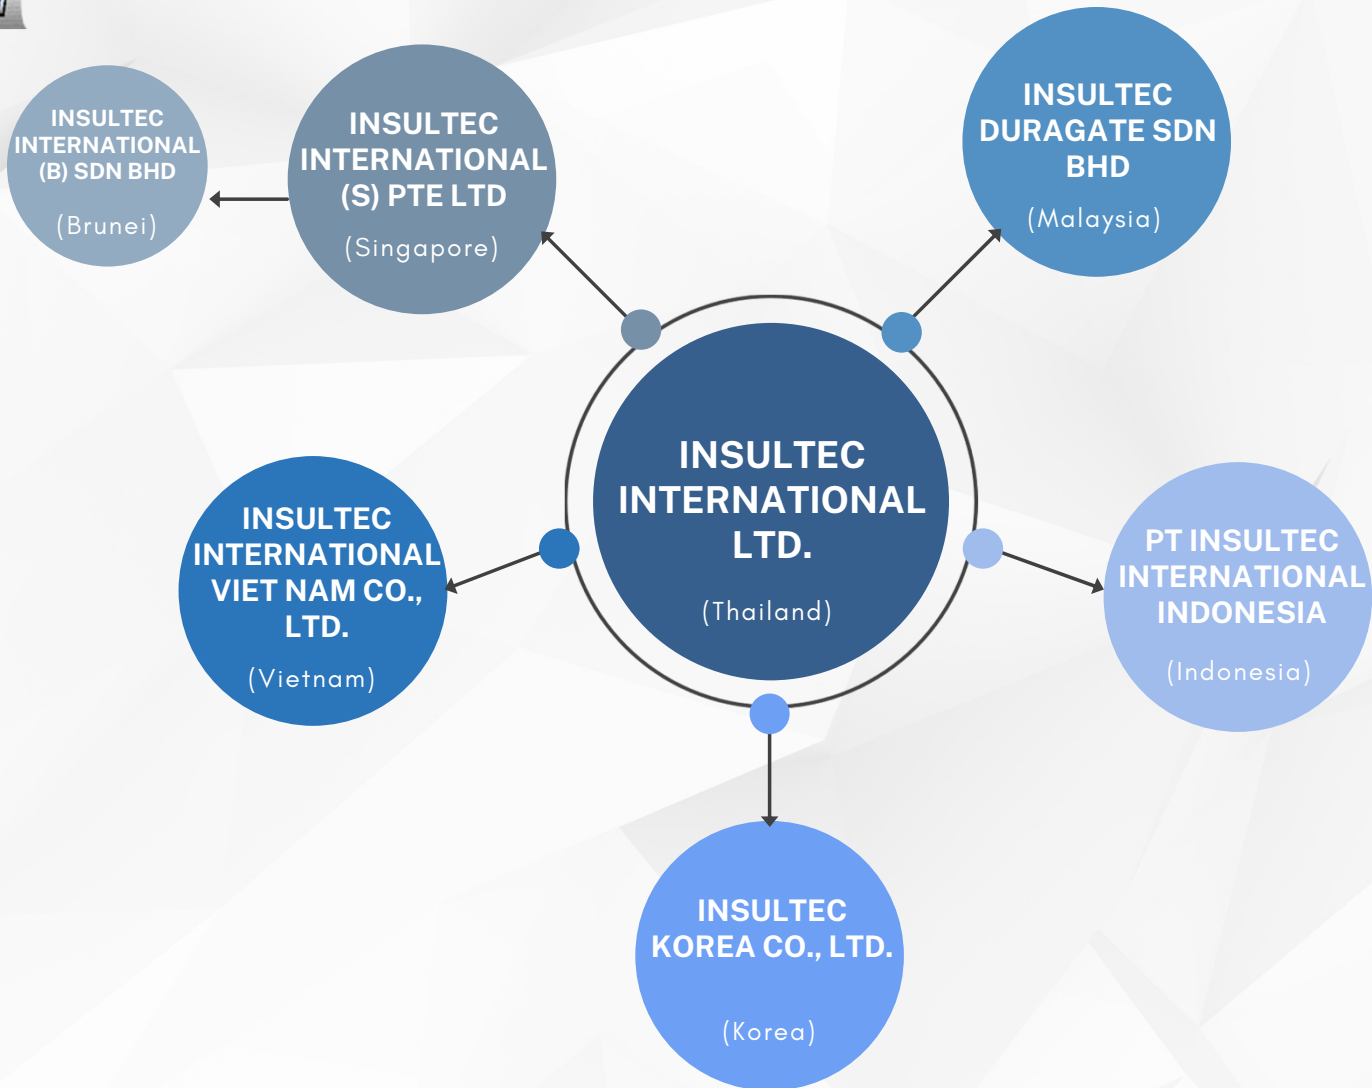 INSULTEC
INTERNATIONAL
(B) SDN BHD
(Brunei)
INSULTEC
INTERNATIONAL
(S) PTE LTD
(Singapore)
INSULTEC
DURAGATE SDN
BHD
(Malaysia)
INSULTEC
INTERNATIONAL
LTD.
(Thailand)
INSULTEC
INTERNATIONAL
VIET NAM CO.,
LTD.
(Vietnam)
PT INSULTEC
INTERNATIONAL
INDONESIA
(Indonesia)
INSULTEC
KOREA CO., LTD.
(Korea)